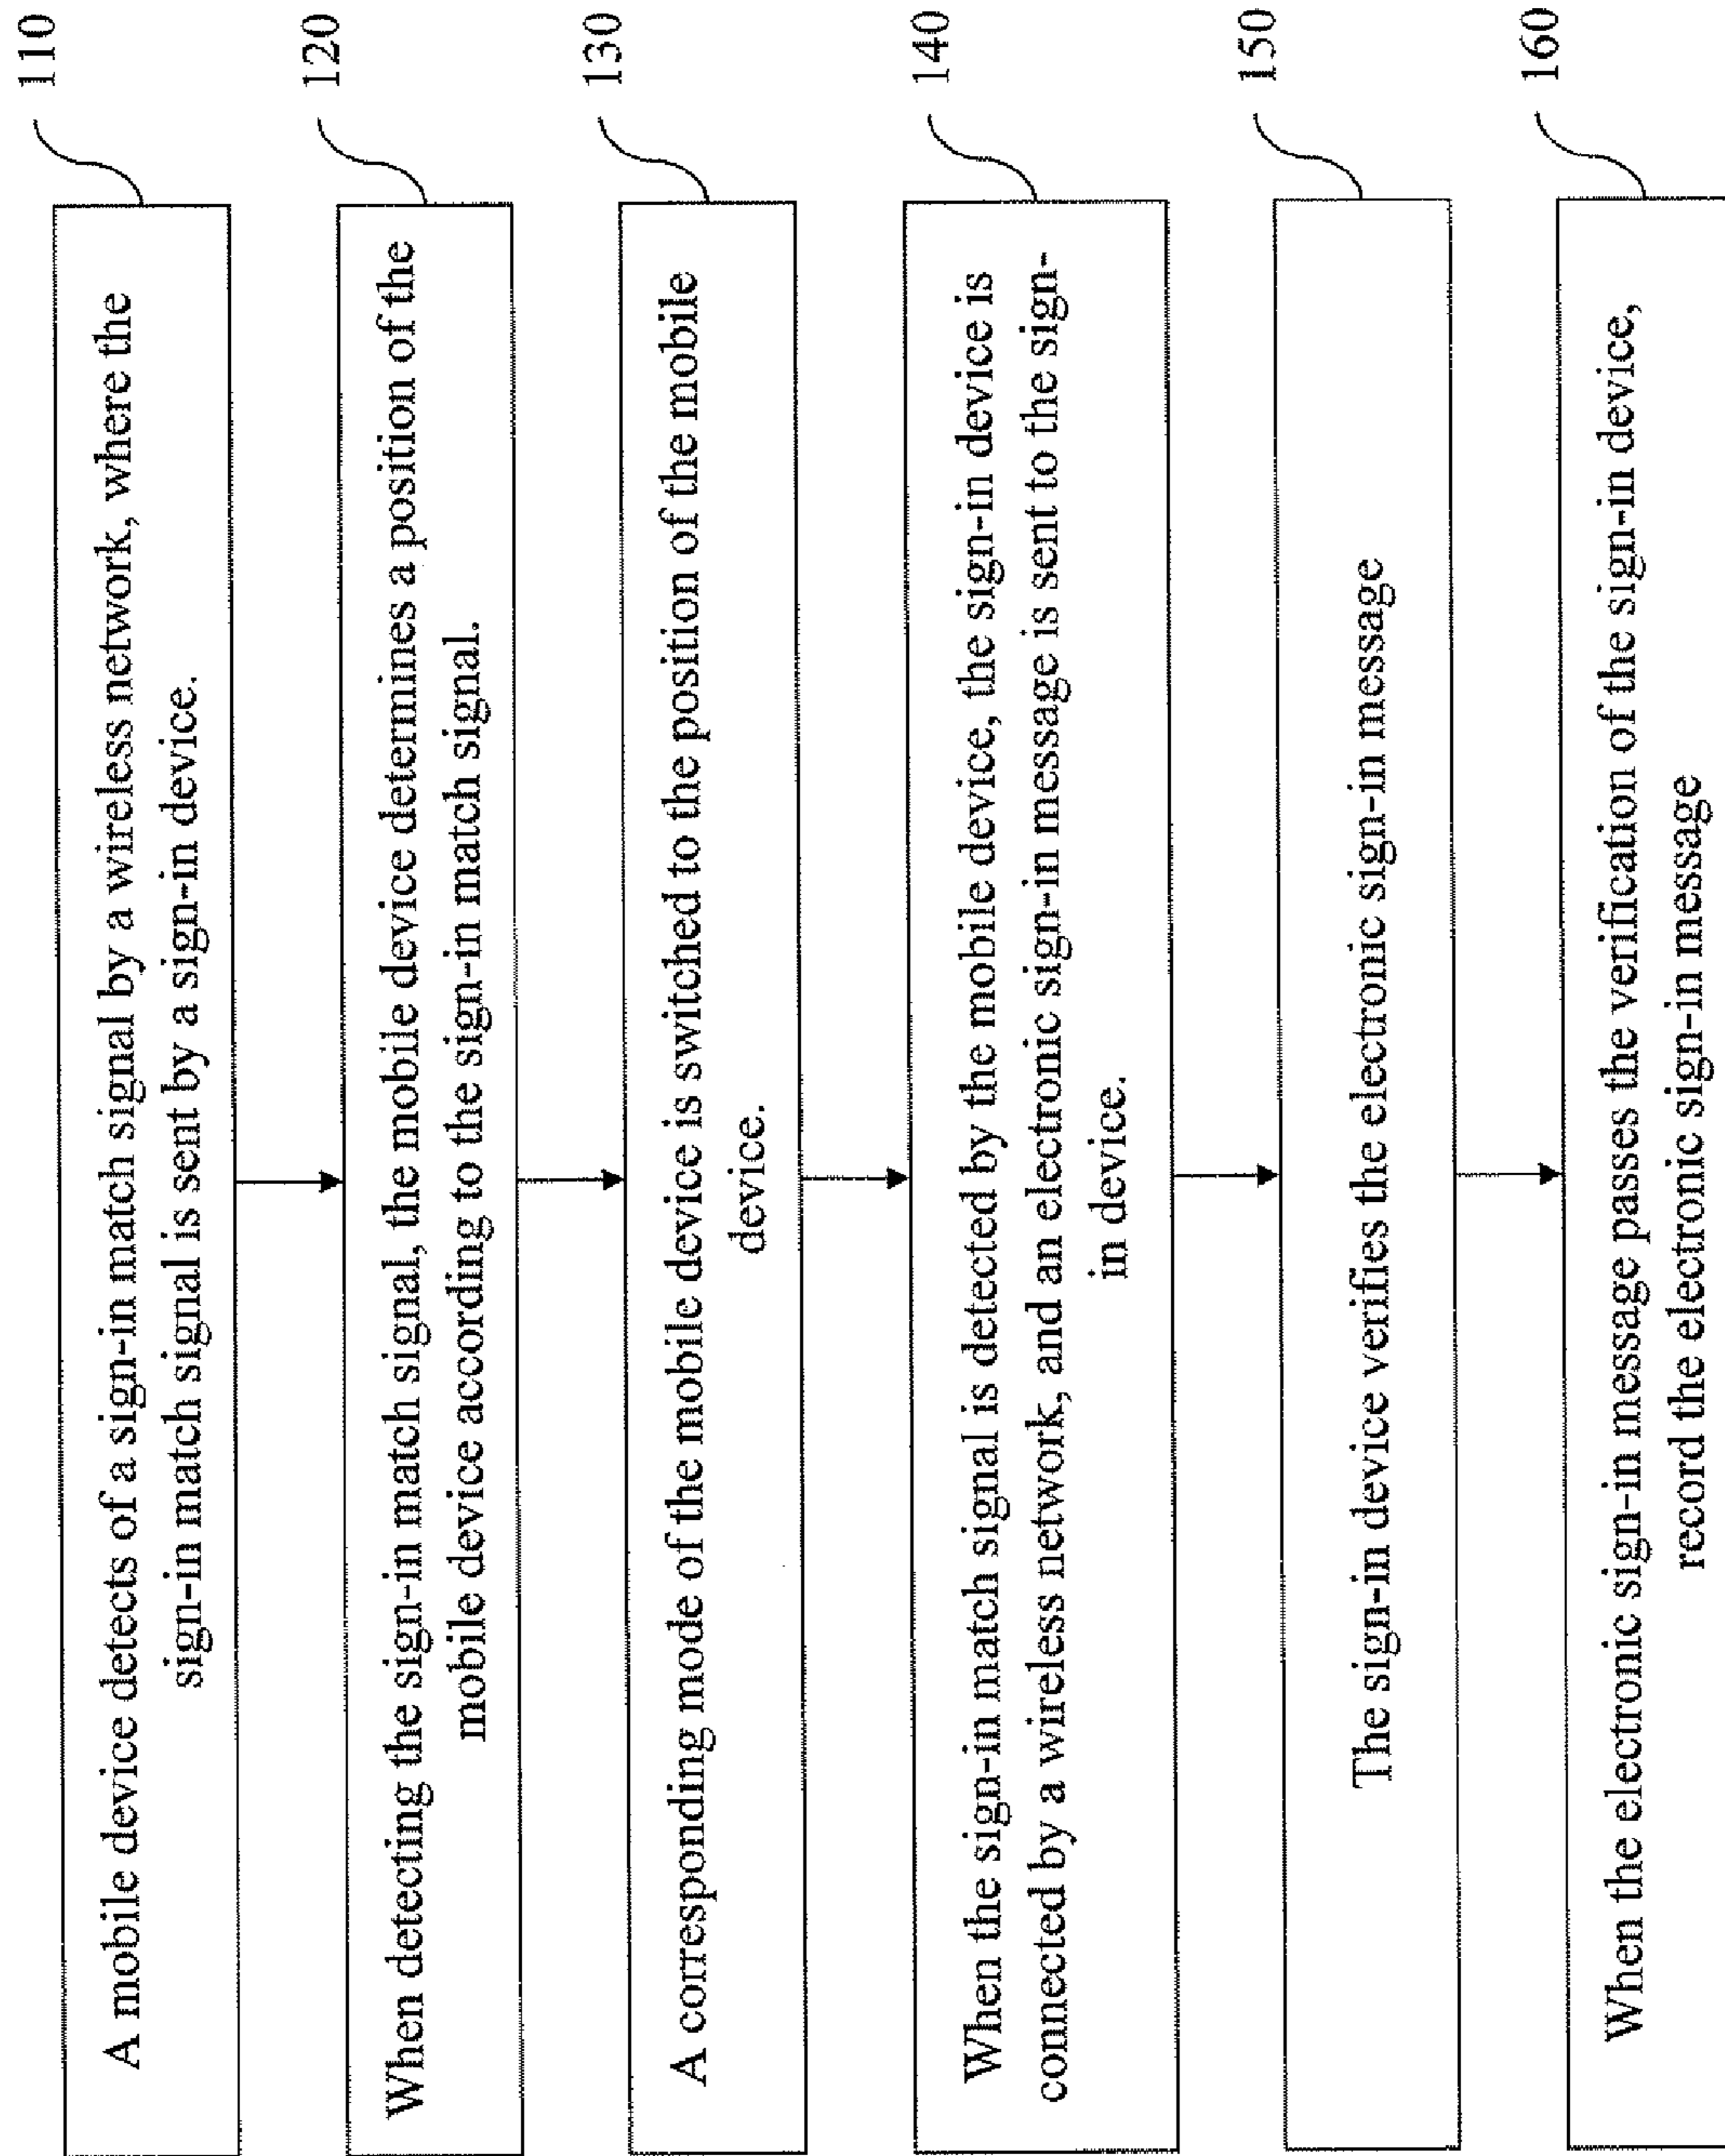 110
A mobile device detects of a sign-in match signal by a wireless network, where the
sign-in match signal is sent by a sign-in device.
120
When detecting the sign-in match signal, the mobile device determines a position of the
mobile device according to the sign-in match signal.
130
A corresponding mode of the mobile device is switched to the position of the mobile
device.
140
When the sign-in match signal is detected by the mobile device, the sign-in device is
connected by a wireless network, and an electronic sign-in message is sent to the sign-
in device.
150
The sign-in device verifies the electronic sign-in message
160
When the electronic sign-in message passes the verification of the sign-in device,
record the electronic sign-in message